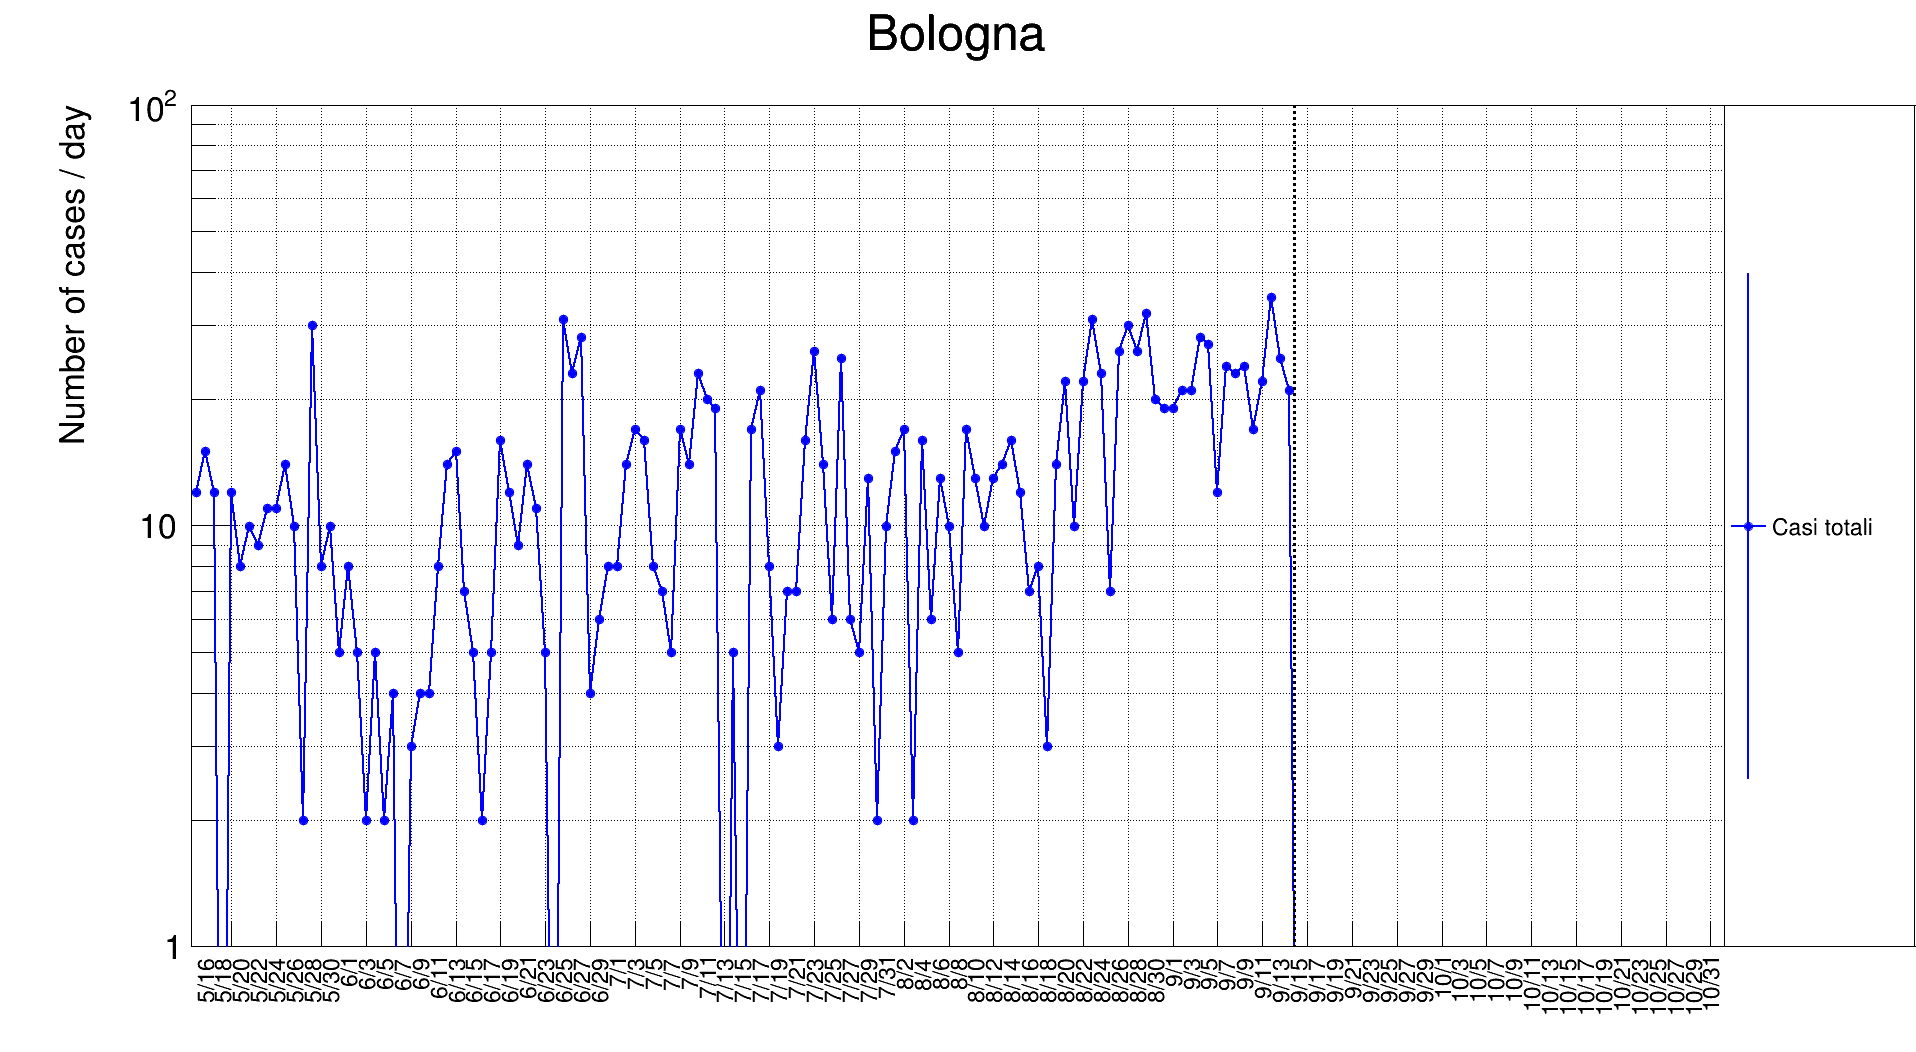 Bologna
Number of cases / day
10²
10
1
5/16 5/18 5/20 5/22 5/24 5/26 5/28 5/30 6/1 6/3 6/5 6/7 6/9 6/11 6/13 6/15 6/17 6/19 6/21 6/23 6/25 6/27 6/29 7/1 7/3 7/5 7/7 7/9 7/11 7/13 7/15 7/17 7/19 7/21 7/23 7/25 7/27 7/29 7/31 8/2 8/4 8/6 8/8 8/10 8/12 8/14 8/16 8/18 8/20 8/22 8/24 8/26 8/28 8/30 9/1 9/3 9/5 9/7 9/9 9/11 9/13 9/15 9/17 9/19 9/21 9/23 9/25 9/27 9/29 10/1 10/3 10/5 10/7 10/9 10/11 10/13 10/15 10/17 10/19 10/21 10/23 10/25 10/27 10/29 10/31
Casi totali